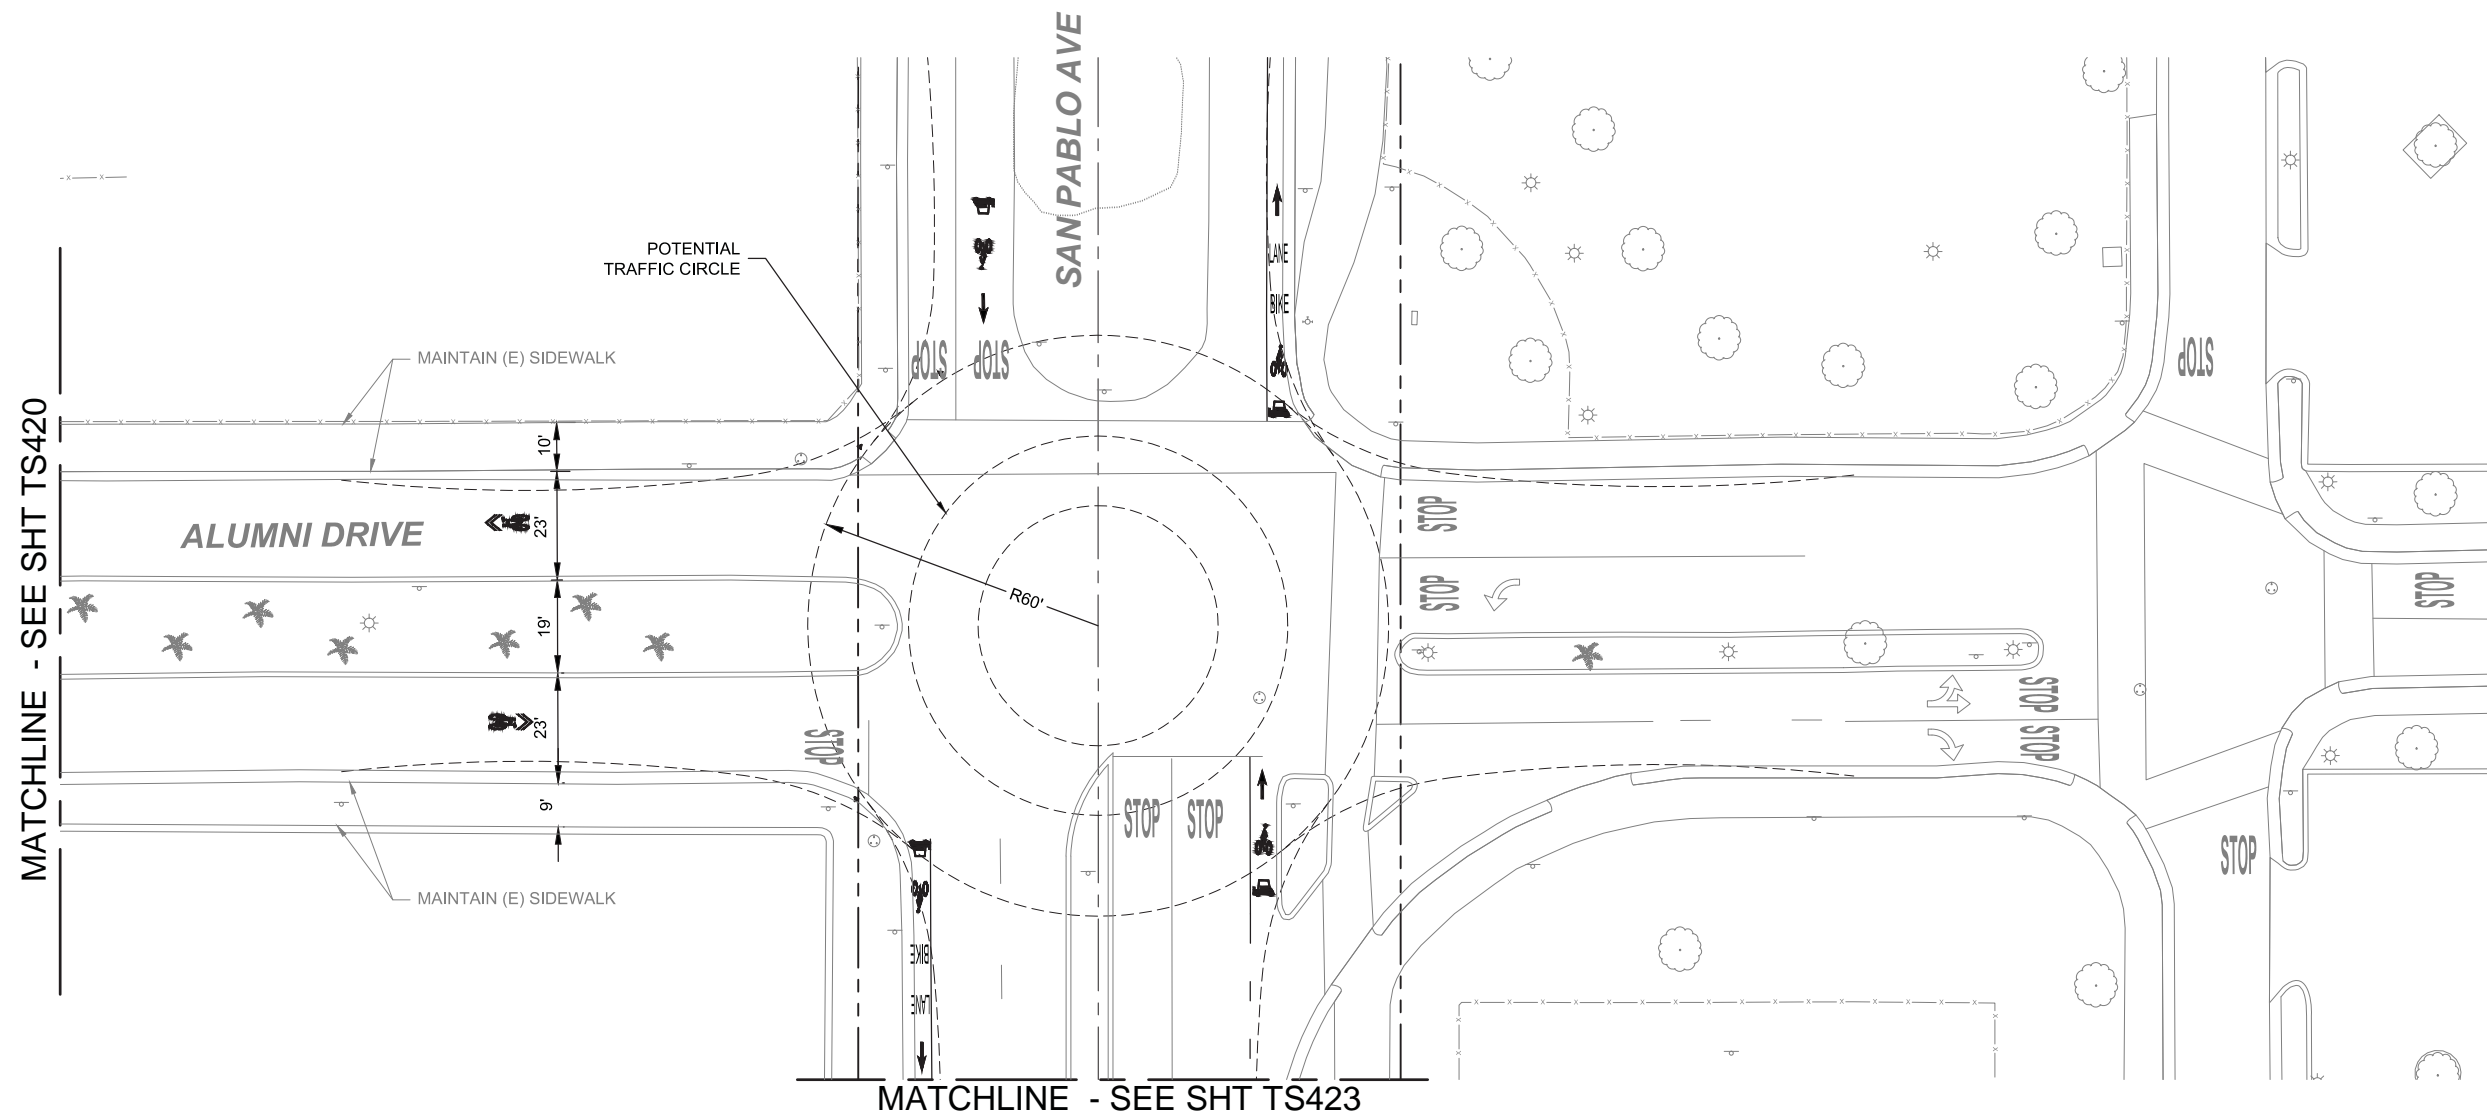 SAN PABLO AVE
POTENTIAL
TRAFFIC CIRCLE
LANE
BIKE
STOP
STOP
STOP
MAINTAIN (E) SIDEWALK
MATCHLINE - SEE SHT TS420
10'
23'
ALUMNI DRIVE
STOP
STOP
STOP
R60'
19'
23'
STOP
STOP
STOP
9'
STOP
STOP
STOP
MAINTAIN (E) SIDEWALK
BIKE
LANE
MATCHLINE - SEE SHT TS423